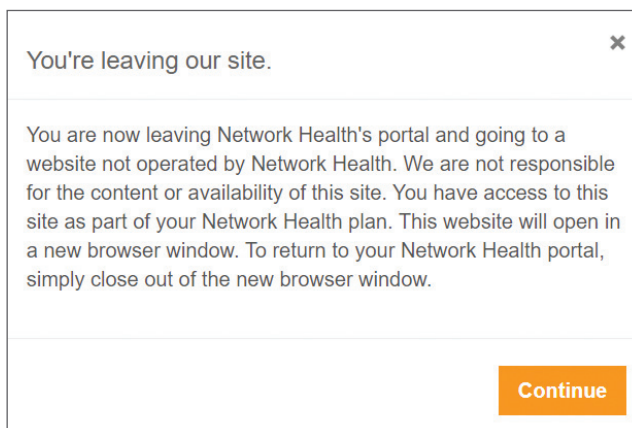 You're leaving our site.
You are now leaving Network Health's portal and going to a
website not operated by Network Health. We are not responsible
for the content or availability of this site. You have access to this
site as part of your Network Health plan. This website will open in
a new browser window. To return to your Network Health portal,
simply close out of the new browser window.
Continue